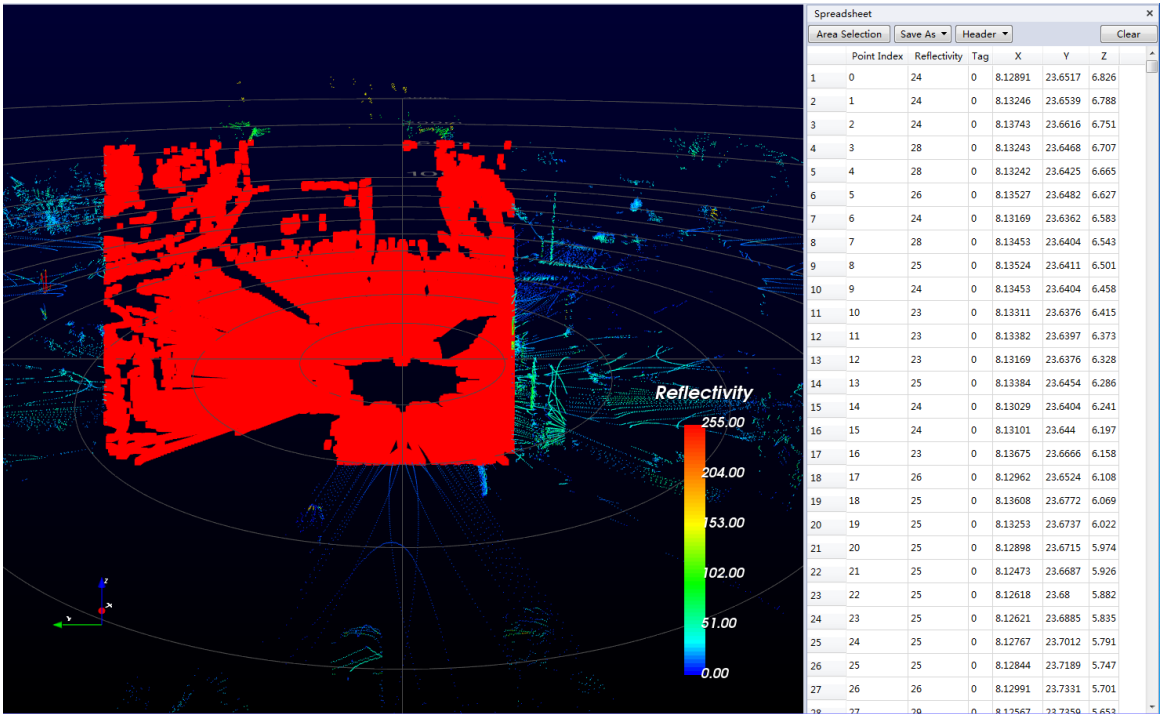 Spreadsheet ×
Area Selection Save As Header Clear
Point Index Reflectivity Tag X Y Z
1 0 24 0 8.12891 23.6517 6.826
2 1 24 0 8.13246 23.6539 6.788
3 2 24 0 8.13743 23.6616 6.751
4 3 28 0 8.13243 23.6468 6.707
5 4 28 0 8.13242 23.6425 6.665
6 5 26 0 8.13527 23.6482 6.627
7 6 24 0 8.13169 23.6362 6.583
8 7 28 0 8.13453 23.6404 6.543
9 8 25 0 8.13524 23.6411 6.501
10 9 24 0 8.13453 23.6404 6.458
11 10 23 0 8.13311 23.6376 6.415
12 11 23 0 8.13382 23.6397 6.373
13 12 23 0 8.13169 23.6376 6.328
14 13 25 0 8.13384 23.6454 6.286
15 14 24 0 8.13029 23.6404 6.241
16 15 24 0 8.13101 23.644 6.197
17 16 23 0 8.13675 23.6666 6.158
18 17 26 0 8.12962 23.6524 6.108
19 18 25 0 8.13608 23.6772 6.069
20 19 25 0 8.13253 23.6737 6.022
21 20 25 0 8.12898 23.6715 5.974
22 21 25 0 8.12473 23.6687 5.926
23 22 25 0 8.12618 23.68 5.882
24 23 25 0 8.12621 23.6885 5.835
25 24 25 0 8.12767 23.7012 5.791
26 25 25 0 8.12844 23.7189 5.747
27 26 26 0 8.12991 23.7331 5.701
28 27 29 0 8.12567 23.7359 5.653
10
Reflectivity
255.00
204.00
153.00
102.00
51.00
0.00
Z
X
Y